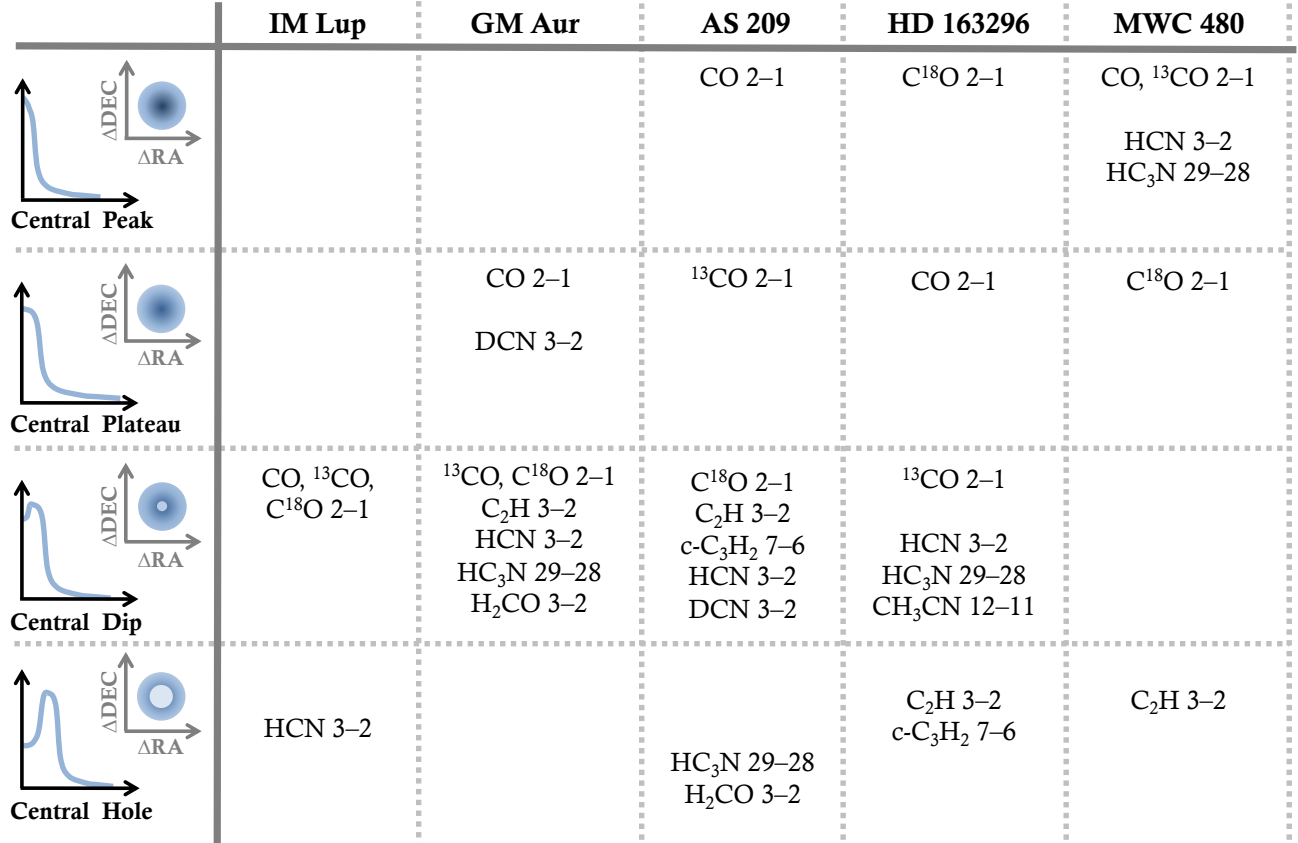 IM Lup GM Aur AS 209 HD 163296 MWC 480
ΔDEC
ΔRA
Central Peak
CO 2–1
C¹⁸O 2–1
CO, ¹³CO 2–1
HCN 3–2
HC₃N 29–28
ΔDEC
ΔRA
Central Plateau
CO 2–1
DCN 3–2
¹³CO 2–1
CO 2–1
C¹⁸O 2–1
ΔDEC
ΔRA
Central Dip
CO, ¹³CO,
C¹⁸O 2–1
¹³CO, C¹⁸O 2–1
C₂H 3–2
HCN 3–2
HC₃N 29–28
H₂CO 3–2
C¹⁸O 2–1
C₂H 3–2
c-C₃H₂ 7–6
HCN 3–2
DCN 3–2
¹³CO 2–1
HCN 3–2
HC₃N 29–28
CH₃CN 12–11
ΔDEC
ΔRA
Central Hole
HCN 3–2
HC₃N 29–28
H₂CO 3–2
C₂H 3–2
c-C₃H₂ 7–6
C₂H 3–2